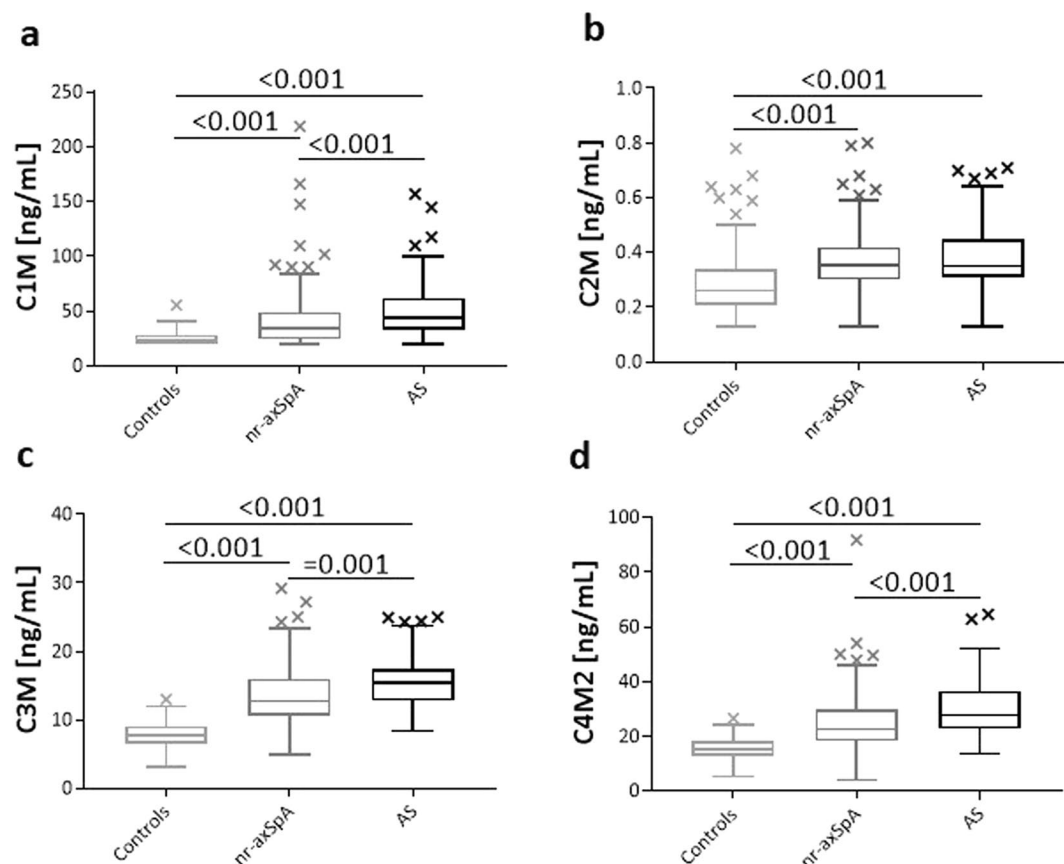 a
<0.001
<0.001
<0.001
C1M [ng/mL]
250
200
150
100
50
0
Controls
nr-axSpA
AS
b
<0.001
<0.001
C2M [ng/mL]
1.0
0.8
0.6
0.4
0.2
0.0
Controls
nr-axSpA
AS
c
<0.001
<0.001
=0.001
C3M [ng/mL]
40
30
20
10
0
Controls
nr-axSpA
AS
d
<0.001
<0.001
<0.001
C4M2 [ng/mL]
100
80
60
40
20
0
Controls
nr-axSpA
AS